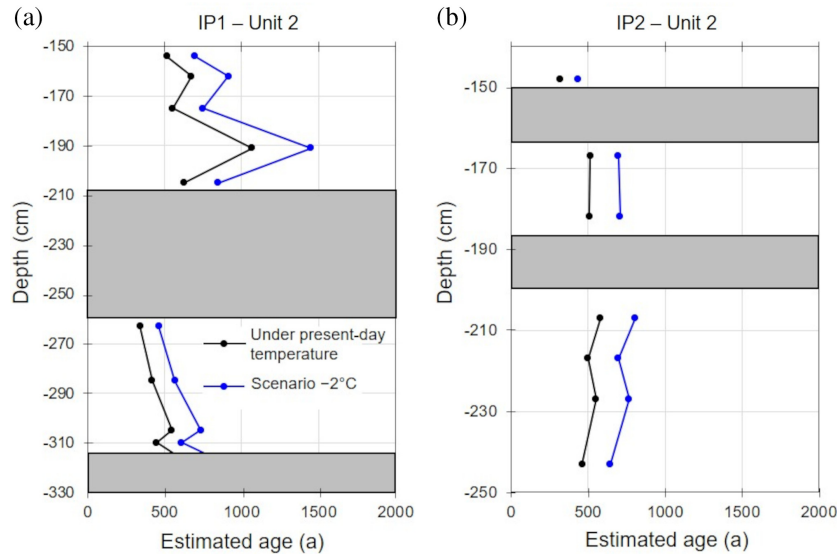 (a)
IP1 – Unit 2
Depth (cm)
-150
-170
-190
-210
-230
-250
-270
-290
-310
-330
Under present-day
temperature
Scenario −2°C
0
500
1000
1500
2000
Estimated age (a)
(b)
IP2 – Unit 2
Depth (cm)
-150
-170
-190
-210
-230
-250
0
500
1000
1500
2000
Estimated age (a)